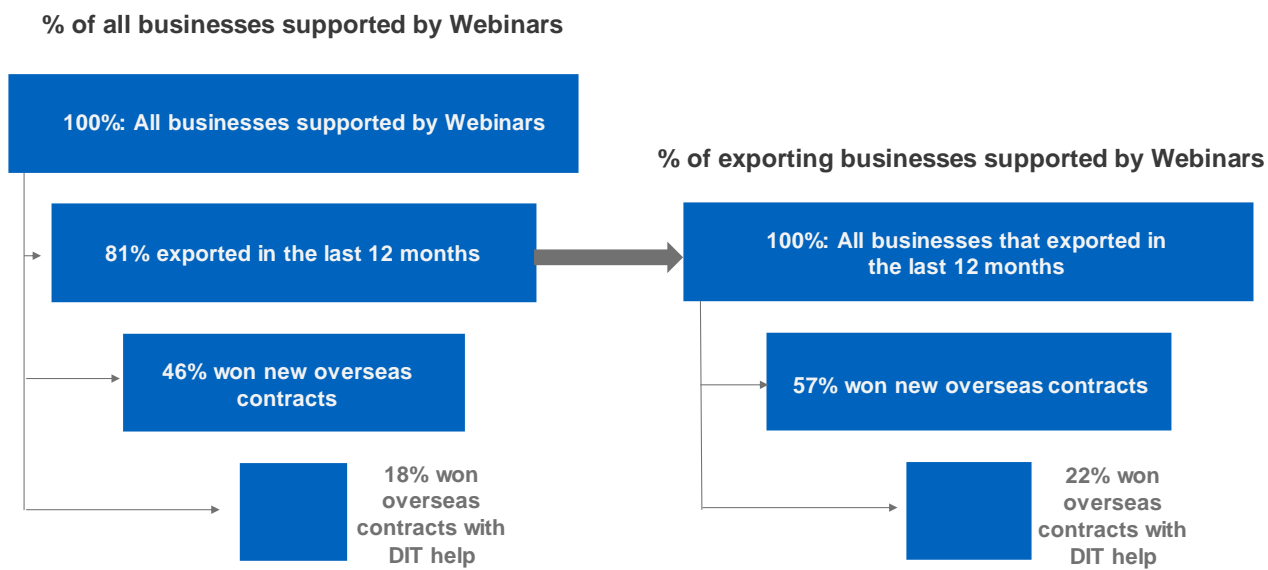 % of all businesses supported by Webinars
100%: All businesses supported by Webinars
81% exported in the last 12 months
46% won new overseas
contracts
18% won
overseas
contracts with
DIT help
% of exporting businesses supported by Webinars
100%: All businesses that exported in
the last 12 months
57% won new overseas contracts
22% won
overseas
contracts with
DIT help